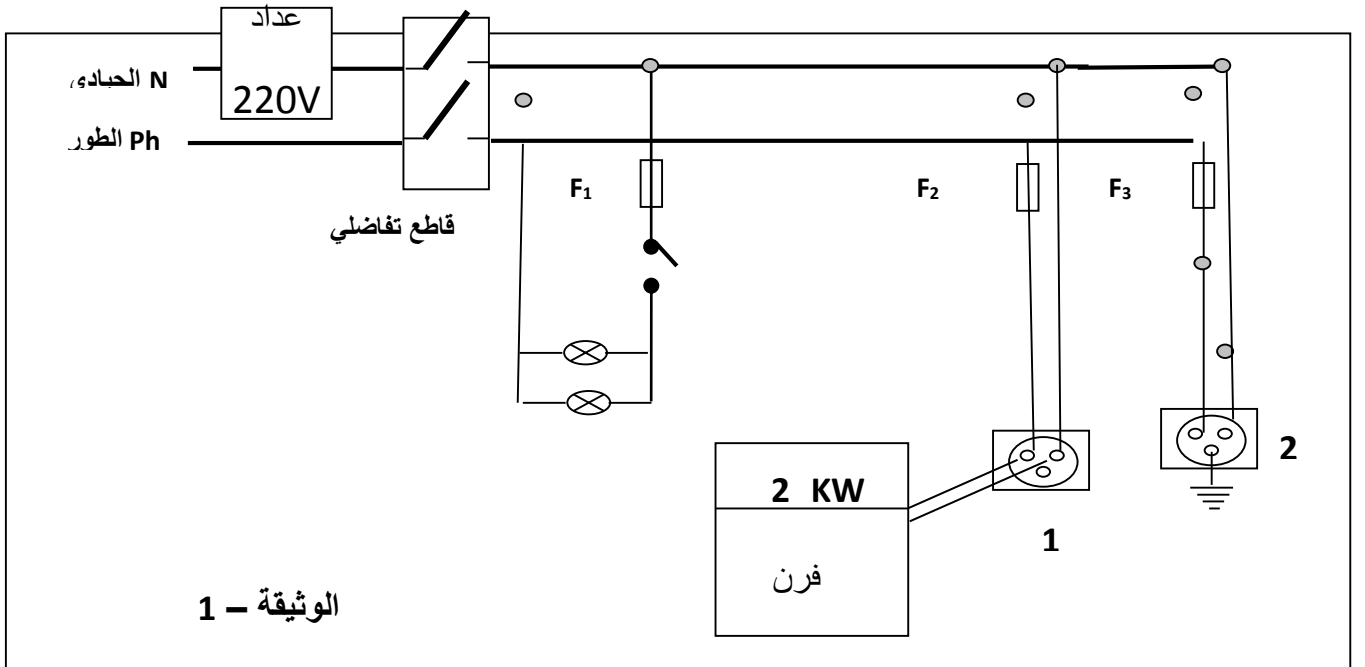 عداد
220V
N الحيادي
Ph الطور
قاطع تفاضلي
F₁
F₂
F₃
2 KW
فرن
1
2
الوثيقة – 1